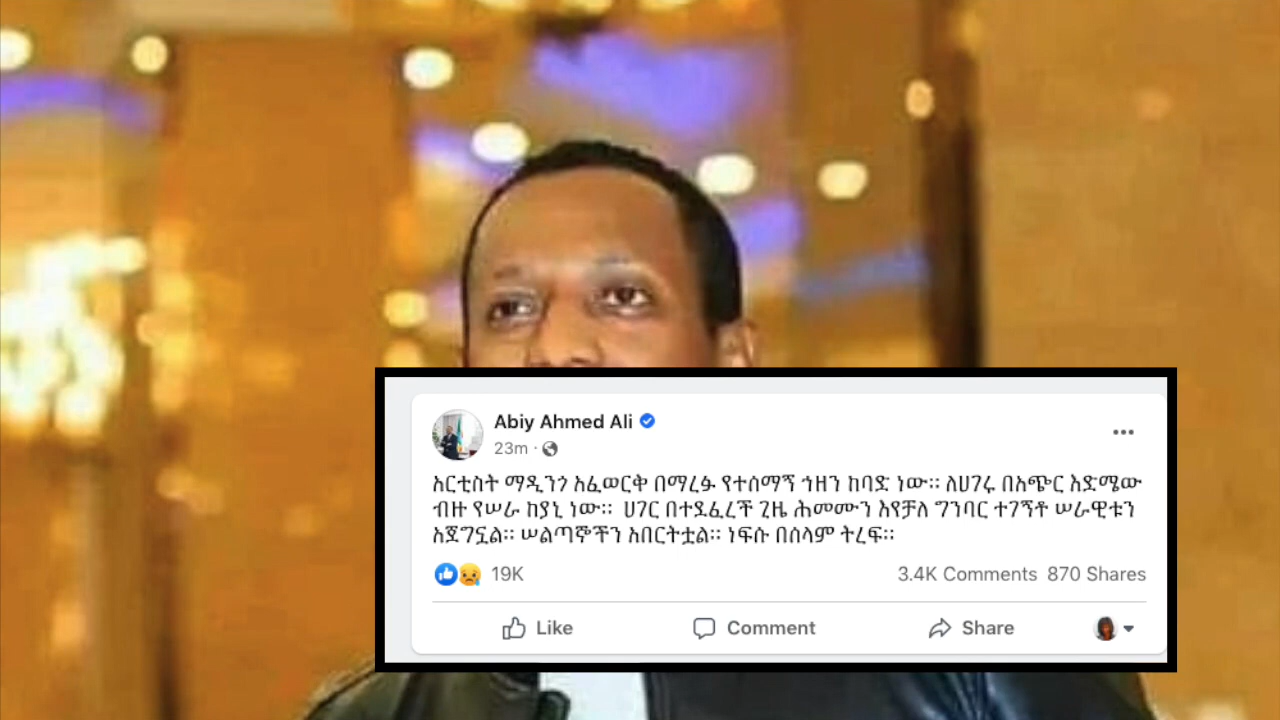 Abiy Ahmed Ali
23m ·
አርቲስት ማዲንጎ አፈወርቅ በማረፉ የተሰማኝ ኀዘን ከባድ ነው። ለሀገሩ በአጭር እድሜው
ብዙ የሠራ ከያኒ ነው። ሀገር በተደፈረች ጊዜ ሕመሙን እየቻለ ግንባር ተገኝቶ ሠራዊቱን
አጀግኗል። ሠልጣኞችን አበርትቷል። ነፍሱ በሰላም ትረፍ።
19K 3.4K Comments 870 Shares
Like Comment Share